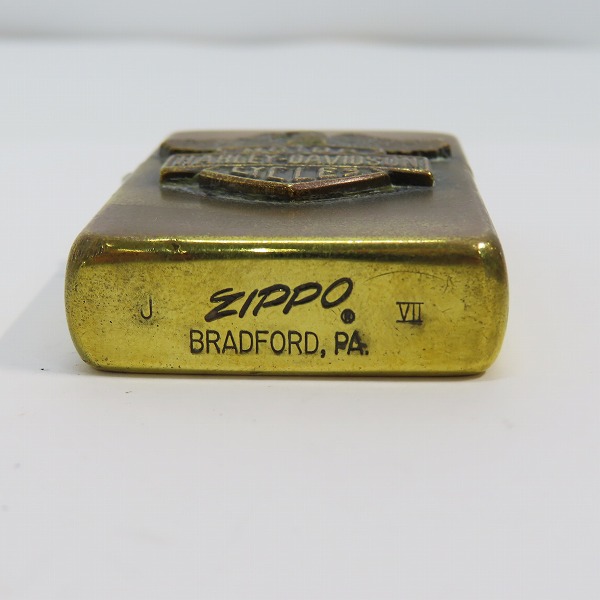 HARLEY-DAVIDSON
CYCLES
J ZIPPO ® VII
BRADFORD, PA.